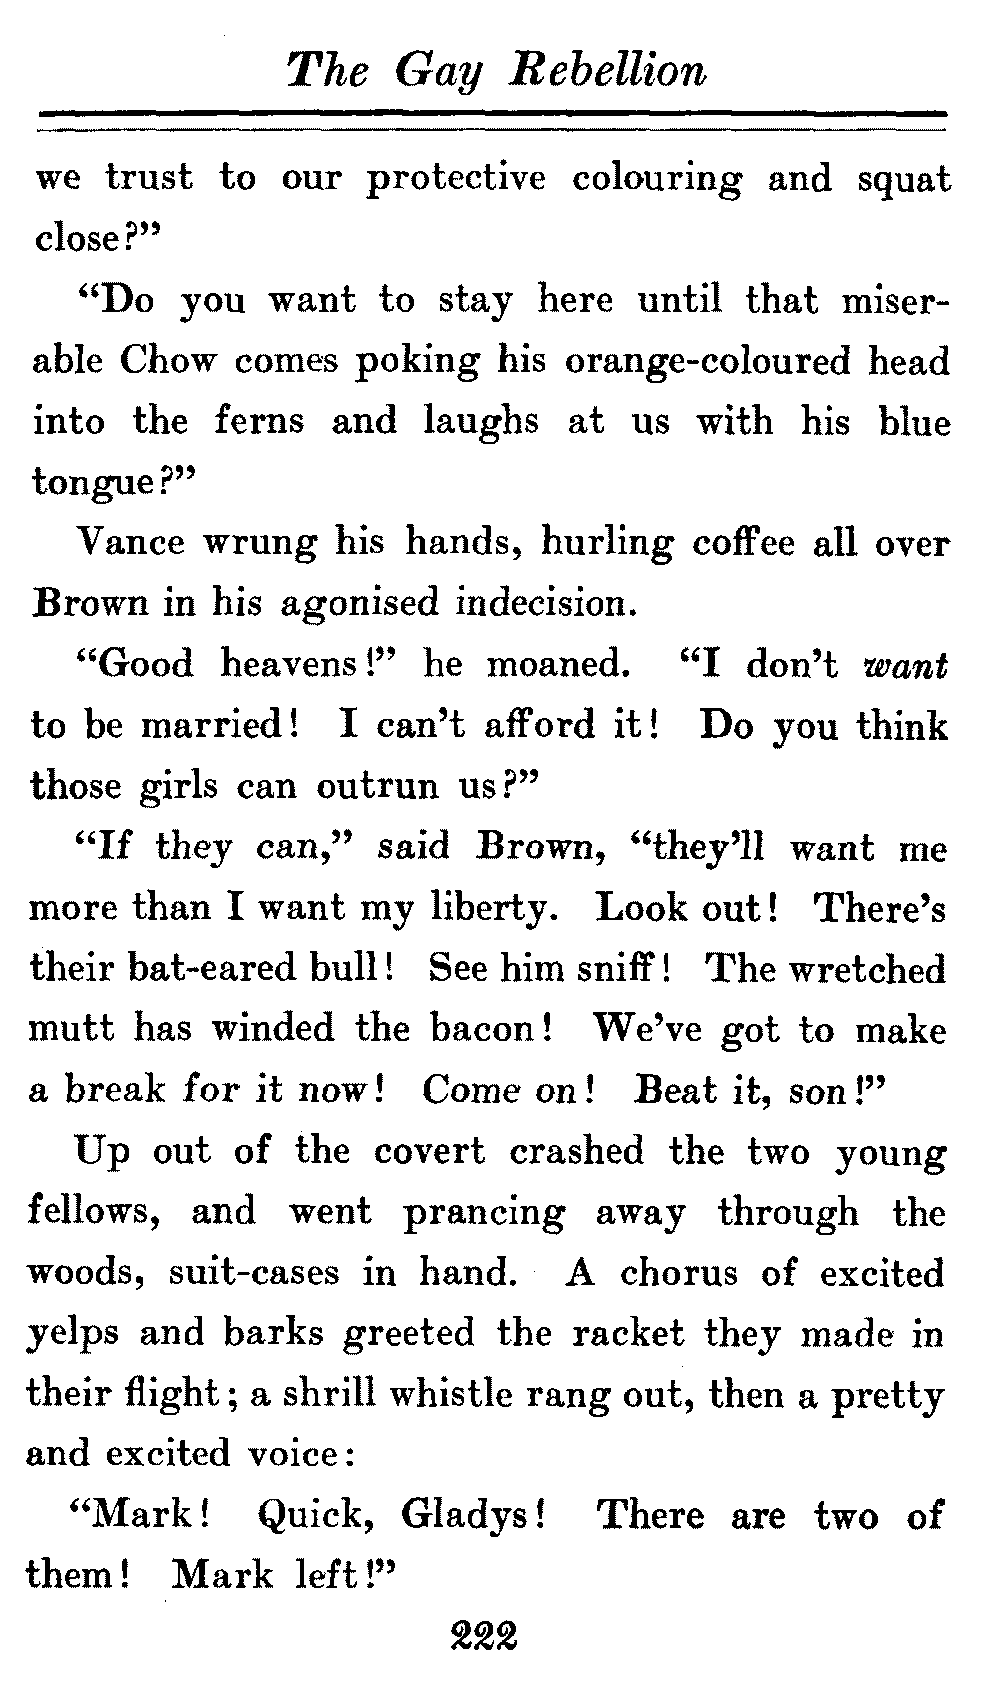 The Gay Rebellion
we trust to our protective colouring and squat
close?”
“Do you want to stay here until that miser-
able Chow comes poking his orange-coloured head
into the ferns and laughs at us with his blue
tongue?”
Vance wrung his hands, hurling coffee all over
Brown in his agonised indecision.
“Good heavens!” he moaned. “I don’t want
to be married! I can’t afford it! Do you think
those girls can outrun us?”
“If they can,” said Brown, “they’ll want me
more than I want my liberty. Look out! There’s
their bat-eared bull! See him sniff! The wretched
mutt has winded the bacon! We’ve got to make
a break for it now! Come on! Beat it, son!”
Up out of the covert crashed the two young
fellows, and went prancing away through the
woods, suit-cases in hand. A chorus of excited
yelps and barks greeted the racket they made in
their flight; a shrill whistle rang out, then a pretty
and excited voice:
“Mark! Quick, Gladys! There are two of
them! Mark left!”
222